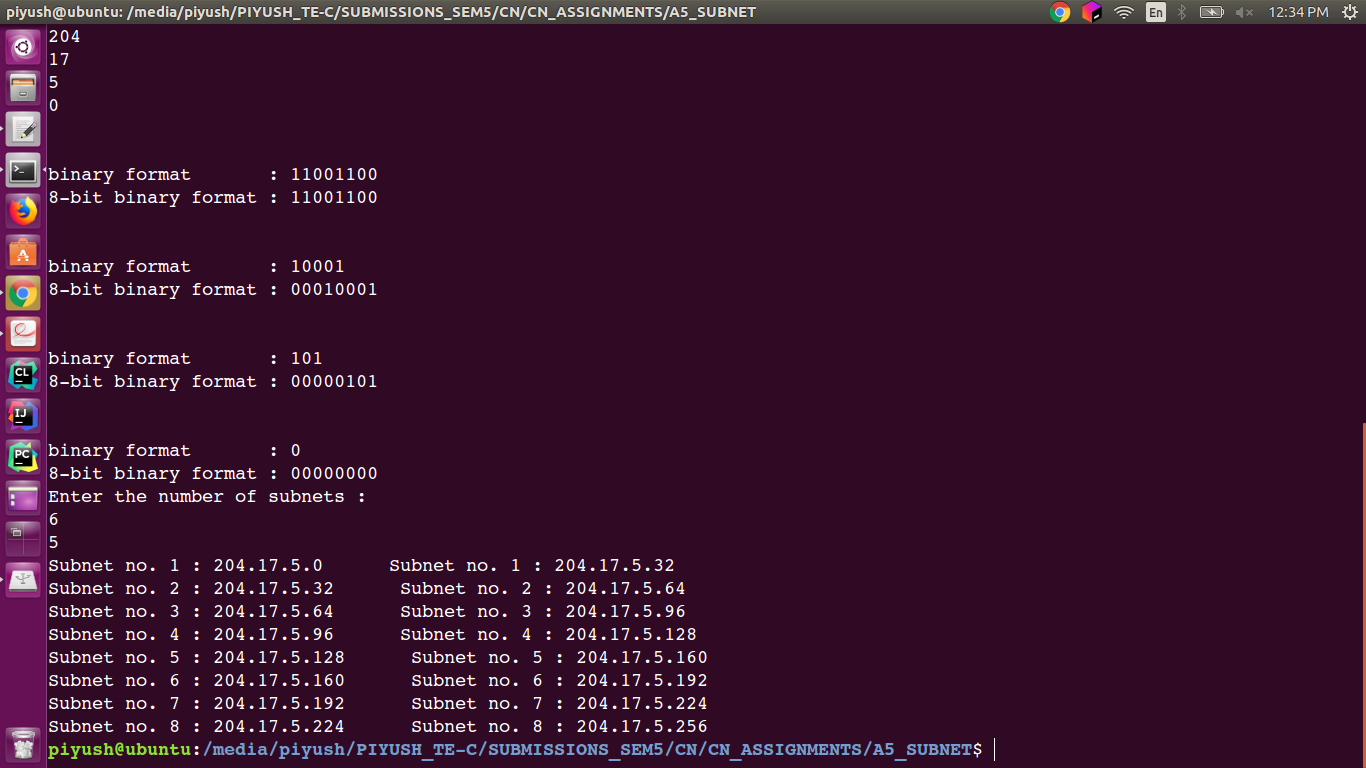 piyush@ubuntu: /media/piyush/PIYUSH_TE-C/SUBMISSIONS_SEM5/CN/CN_ASSIGNMENTS/A5_SUBNET En 12:34 PM
204
17
5
0
binary format : 11001100
8-bit binary format : 11001100
binary format : 10001
8-bit binary format : 00010001
binary format : 101
8-bit binary format : 00000101
binary format : 0
8-bit binary format : 00000000
Enter the number of subnets :
6
5
Subnet no. 1 : 204.17.5.0 Subnet no. 1 : 204.17.5.32
Subnet no. 2 : 204.17.5.32 Subnet no. 2 : 204.17.5.64
Subnet no. 3 : 204.17.5.64 Subnet no. 3 : 204.17.5.96
Subnet no. 4 : 204.17.5.96 Subnet no. 4 : 204.17.5.128
Subnet no. 5 : 204.17.5.128 Subnet no. 5 : 204.17.5.160
Subnet no. 6 : 204.17.5.160 Subnet no. 6 : 204.17.5.192
Subnet no. 7 : 204.17.5.192 Subnet no. 7 : 204.17.5.224
Subnet no. 8 : 204.17.5.224 Subnet no. 8 : 204.17.5.256
piyush@ubuntu:/media/piyush/PIYUSH_TE-C/SUBMISSIONS_SEM5/CN/CN_ASSIGNMENTS/A5_SUBNET$
CL
IJ
PC